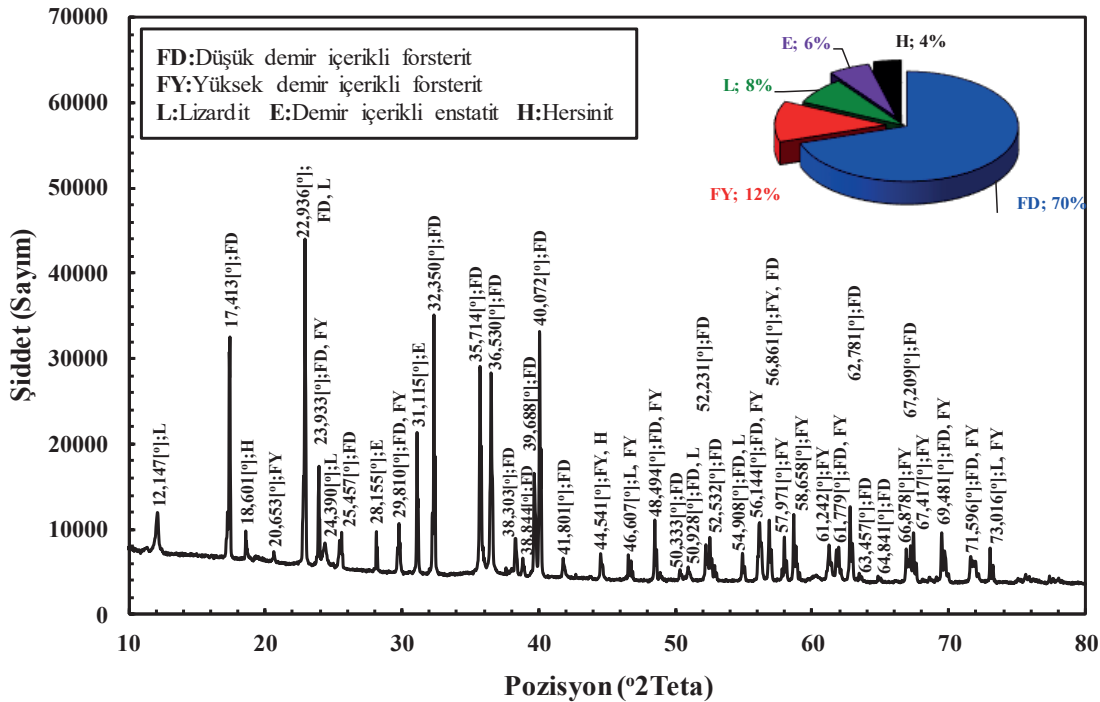 70000
60000
50000
40000
30000
20000
10000
0
Şiddet (Sayım)
FD:Düşük demir içerikli forsterit
FY:Yüksek demir içerikli forsterit
L:Lizardit E:Demir içerikli enstatit H:Hersinit
E; 6%
H; 4%
L; 8%
FY; 12%
FD; 70%
12,147[º];L
17,413[º];FD
18,601[º];H
20,653[º];FY
22,936[º];
FD, L
23,933[º];FD, FY
24,390[º];L
25,457[º];FD
28,155[º];E
29,810[º];FD, FY
31,115[º];E
32,350[º];FD
35,714[º];FD
36,530[º];FD
38,303[º];FD
38,844[º];FD
39,688[º];FD
40,072[º];FD
41,801[º];FD
44,541[º];FY, H
46,607[º];L, FY
48,494[º];FD, FY
50,333[º];FD
50,928[º];FD, L
52,231[º];FD
52,532[º];FD
54,908[º];FD, L
56,144[º];FD, FY
56,861[º];FY, FD
57,971[º];FY
58,658[º];FY
61,242[º];FY
61,779[º];FD, FY
62,781[º];FD
63,457[º];FD
64,841[º];FD
66,878[º];FY
67,209[º];FD
67,417[º];FY
69,481[º];FD, FY
71,596[º];FD, FY
73,016[º];L, FY
10 20 30 40 50 60 70 80
Pozisyon (º2Teta)